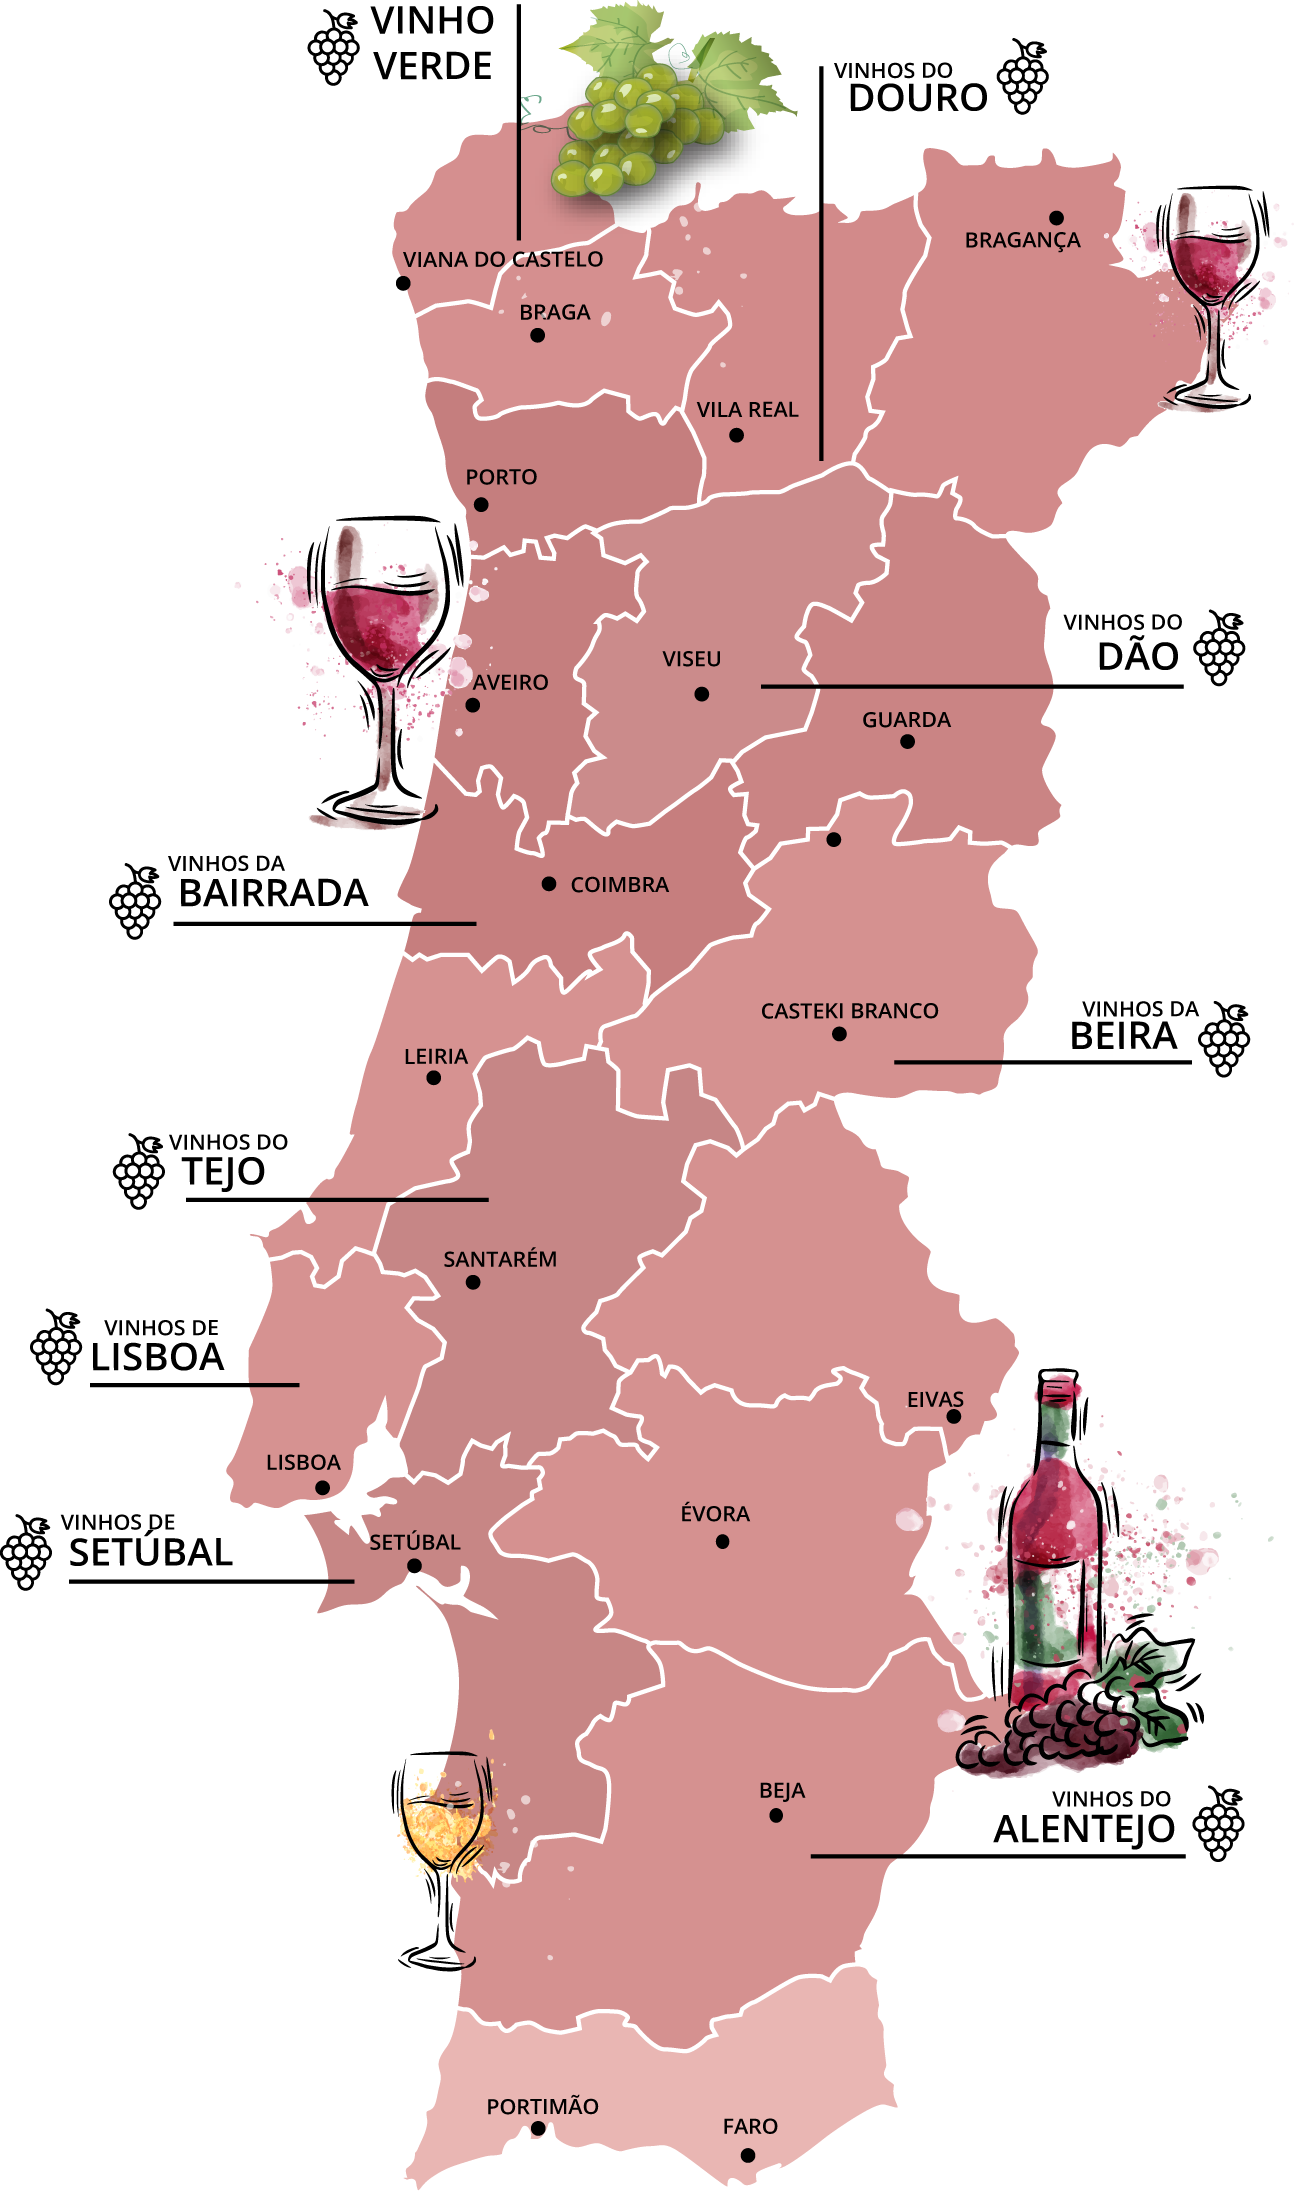 VINHO
VERDE
VINHOS DO
DOURO
BRAGANÇA
VIANA DO CASTELO
BRAGA
VILA REAL
PORTO
VINHOS DO
DÃO
VISEU
AVEIRO
GUARDA
VINHOS DA
BAIRRADA
COIMBRA
CASTEKI BRANCO
VINHOS DA
BEIRA
LEIRIA
VINHOS DO
TEJO
SANTARÉM
VINHOS DE
LISBOA
EIVAS
LISBOA
VINHOS DE
SETÚBAL
SETÚBAL
ÉVORA
BEJA
VINHOS DO
ALENTEJO
PORTIMÃO
FARO